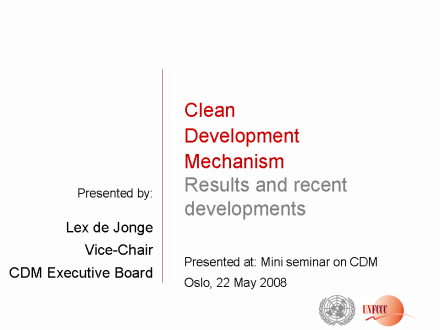 Clean
Development
Mechanism
Results and recent
developments
Presented by:
Lex de Jonge
Vice-Chair
CDM Executive Board
Presented at: Mini seminar on CDM
Oslo, 22 May 2008
UNFCCC